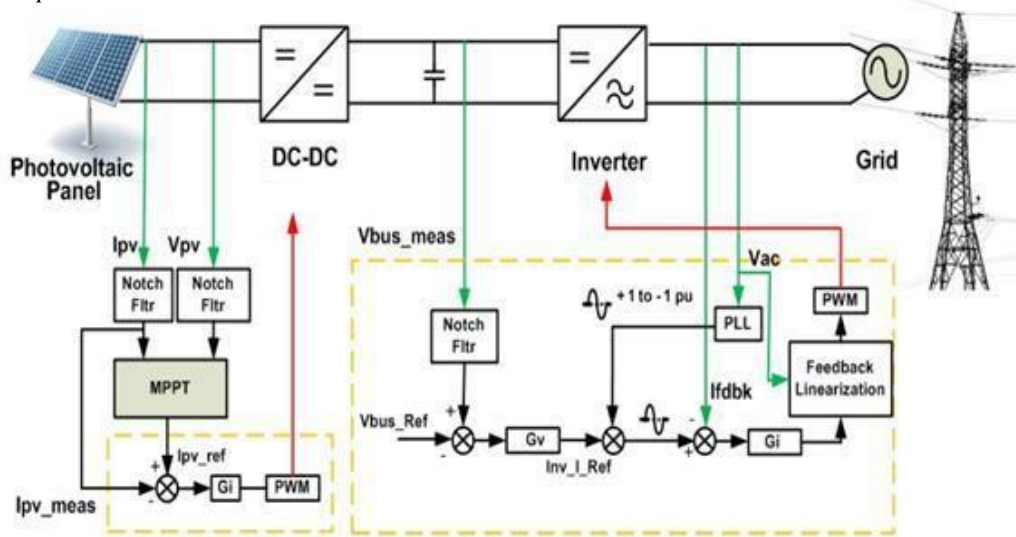 Photovoltaic
Panel
DC-DC
Inverter
Grid
Ipv
Vpv
Vbus_meas
Vac
Notch
Fltr
Notch
Fltr
MPPT
Ipv_ref
+
-
Gi
PWM
Ipv_meas
Notch
Fltr
+ 1 to - 1 pu
PLL
PWM
Feedback
Linearization
Ifdbk
Vbus_Ref
+
-
Gv
Inv_I_Ref
-
+
Gi